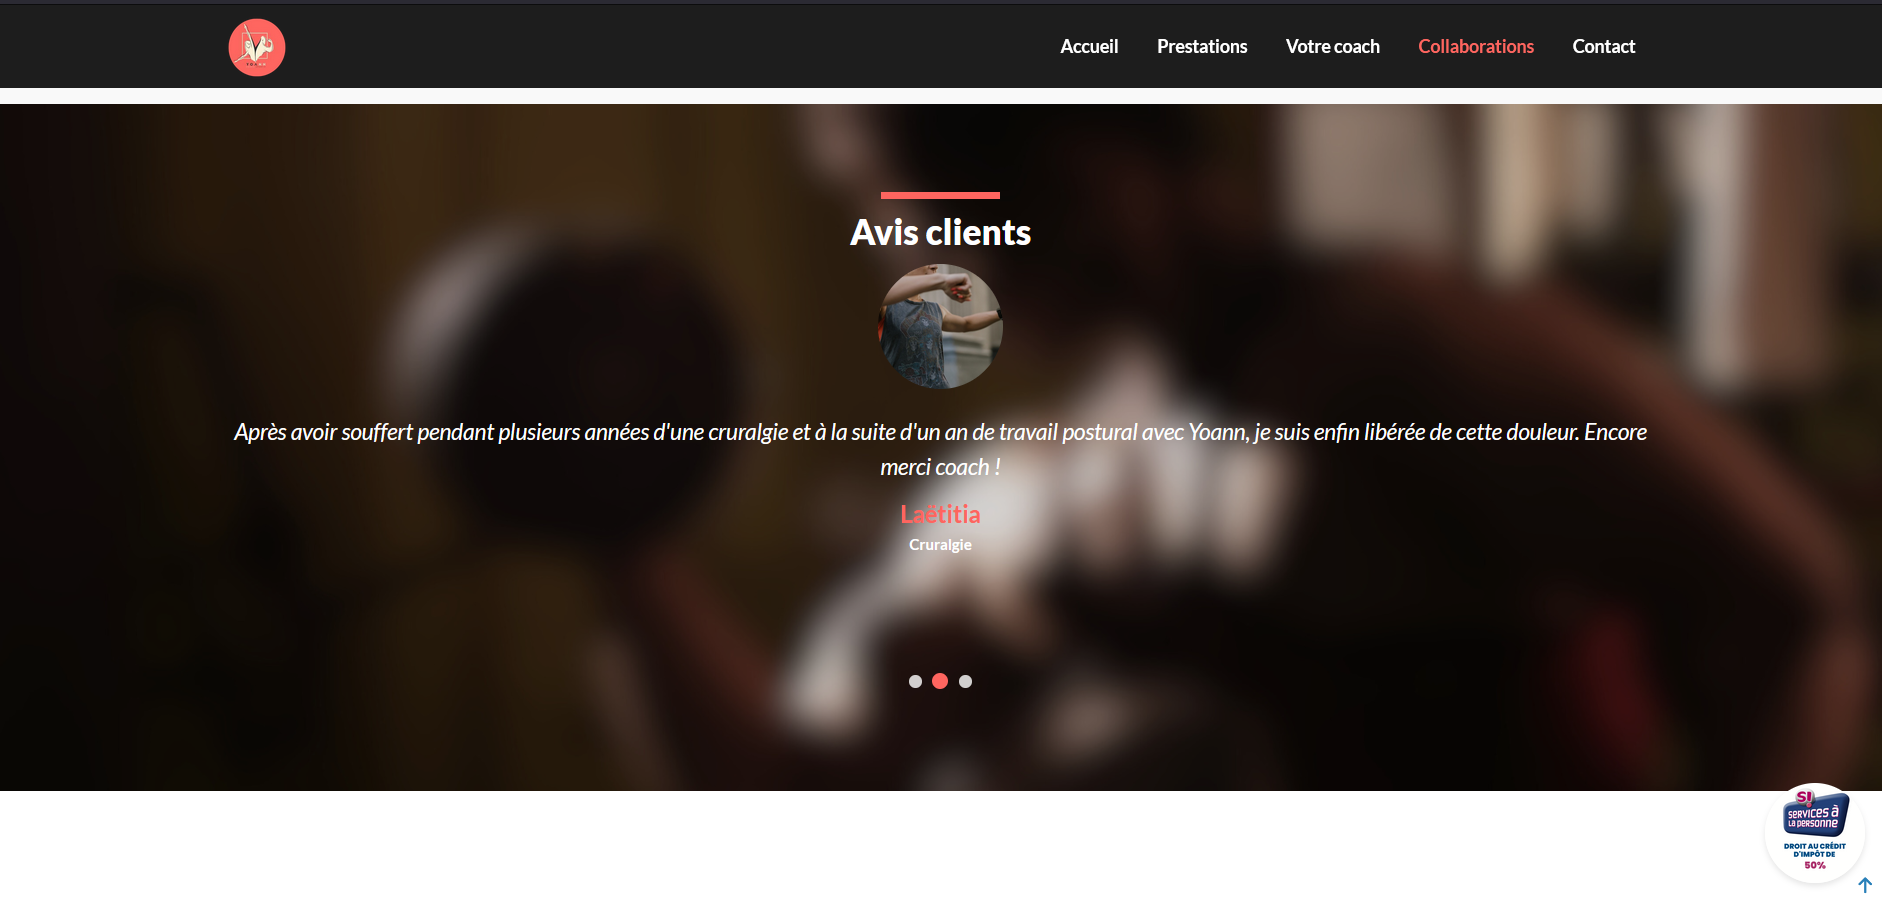 Accueil
Prestations
Votre coach
Collaborations
Contact
Avis clients
Après avoir souffert pendant plusieurs années d'une cruralgie et à la suite d'un an de travail postural avec Yoann, je suis enfin libérée de cette douleur. Encore
merci coach !
Laëtitia
Cruralgie
services à
la personne
DROIT AU CRÉDIT
D'IMPÔT DE
50%